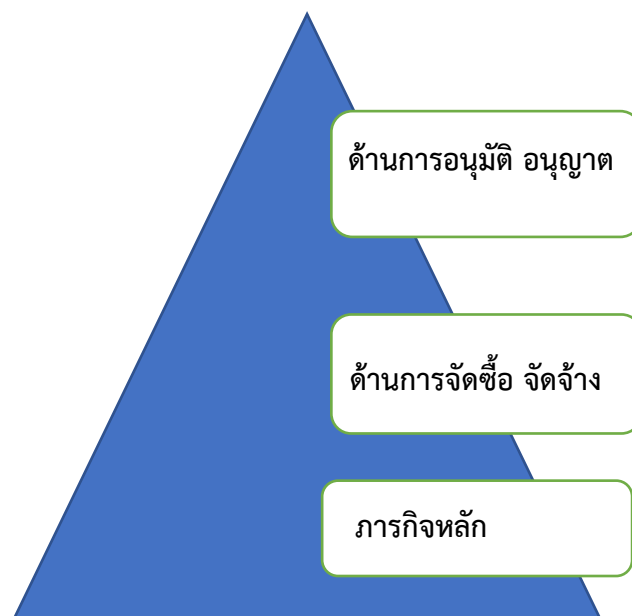 ด้านการอนุมัติ อนุญาต
ด้านการจัดซื้อ จัดจ้าง
ภารกิจหลัก